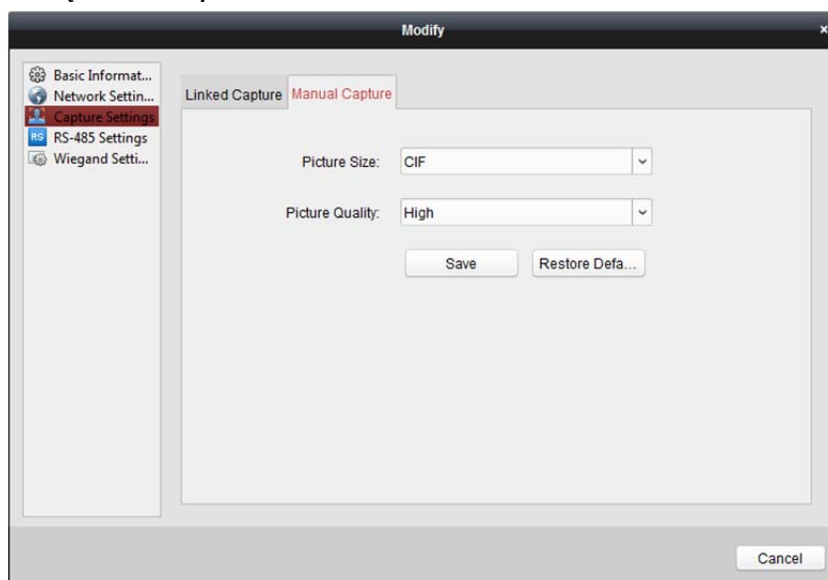 Modify
×
Basic Informat...
Network Settin...
Capture Settings
RS RS-485 Settings
Wiegand Setti...
Linked Capture Manual Capture
Picture Size: CIF
Picture Quality: High
Save Restore Defa...
Cancel